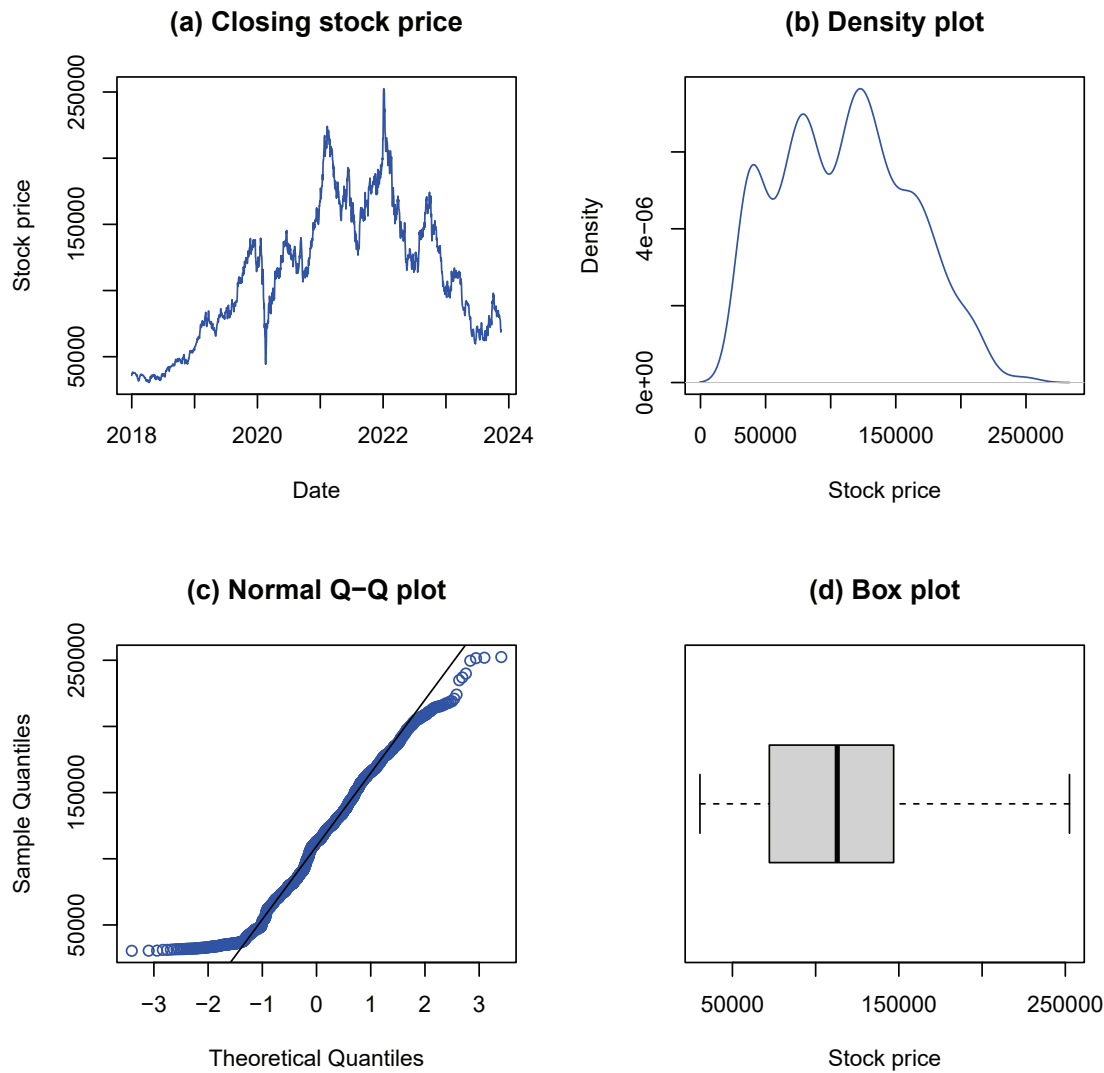 (a) Closing stock price
Stock price
250000
150000
50000
2018 2020 2022 2024
Date
(b) Density plot
Density
4e-06
0e+00
0 50000 150000 250000
Stock price
(c) Normal Q−Q plot
Sample Quantiles
250000
150000
50000
−3 −2 −1 0 1 2 3
Theoretical Quantiles
(d) Box plot
50000 150000 250000
Stock price